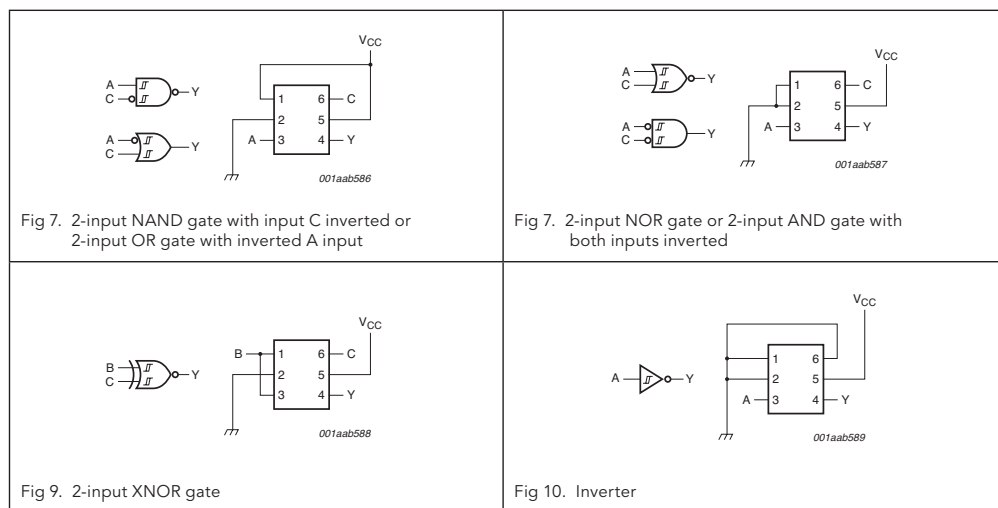 VCC
A
C
Y
1
6
C
2
5
A
3
4
Y
A
C
Y
001aab586
Fig 7. 2-input NAND gate with input C inverted or
2-input OR gate with inverted A input
VCC
A
C
Y
1
6
C
2
5
A
3
4
Y
A
C
Y
001aab587
Fig 7. 2-input NOR gate or 2-input AND gate with
both inputs inverted
VCC
B
C
Y
B
1
6
C
2
5
3
4
Y
001aab588
Fig 9. 2-input XNOR gate
VCC
A
Y
1
6
2
5
A
3
4
Y
001aab589
Fig 10. Inverter